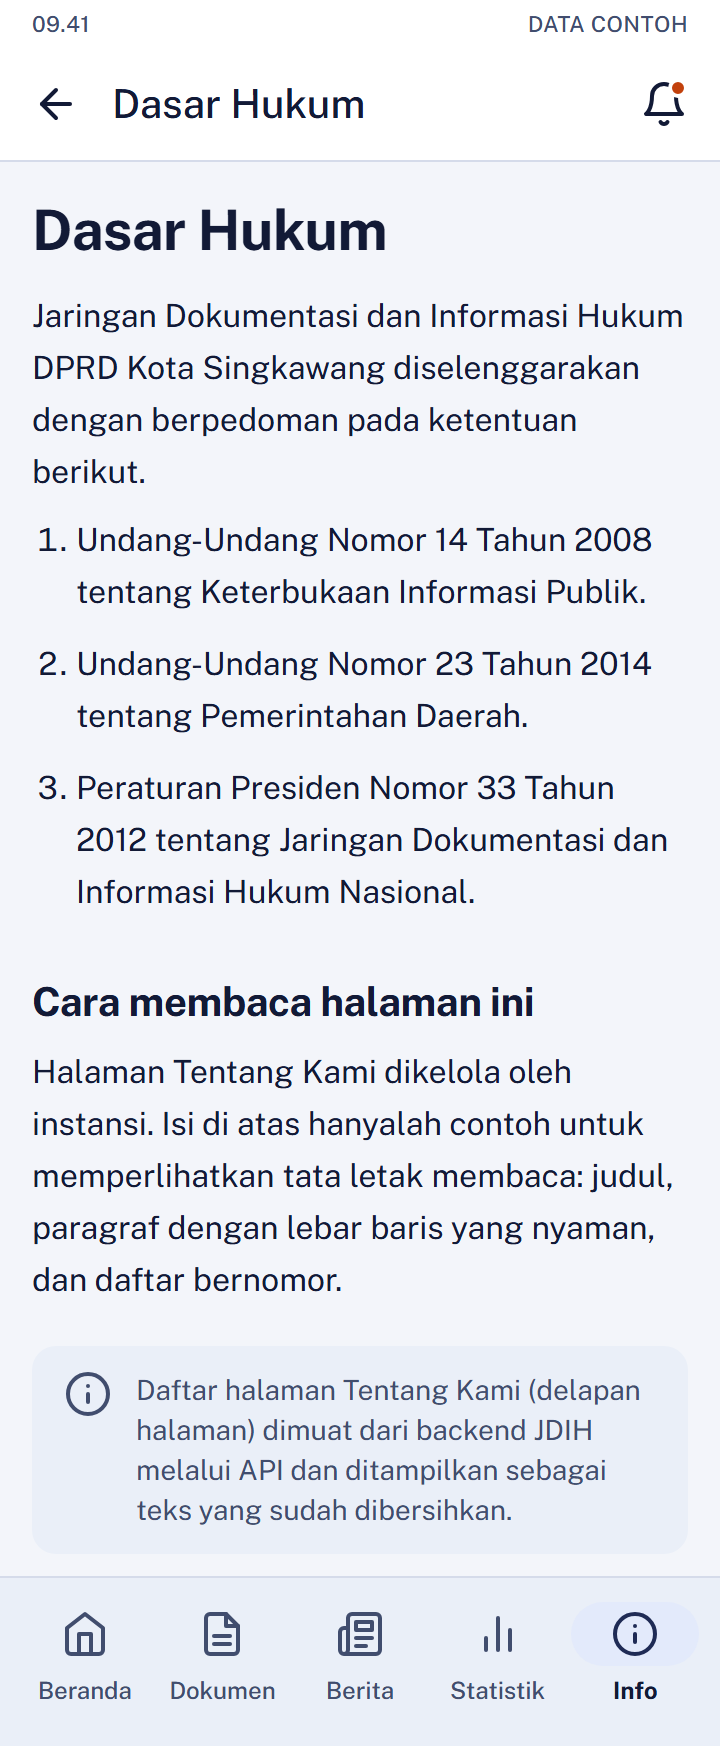 09.41
DATA CONTOH
Dasar Hukum
Dasar Hukum
Jaringan Dokumentasi dan Informasi Hukum
DPRD Kota Singkawang diselenggarakan
dengan berpedoman pada ketentuan
berikut.
1. Undang-Undang Nomor 14 Tahun 2008
tentang Keterbukaan Informasi Publik.
2. Undang-Undang Nomor 23 Tahun 2014
tentang Pemerintahan Daerah.
3. Peraturan Presiden Nomor 33 Tahun
2012 tentang Jaringan Dokumentasi dan
Informasi Hukum Nasional.
Cara membaca halaman ini
Halaman Tentang Kami dikelola oleh
instansi. Isi di atas hanyalah contoh untuk
memperlihatkan tata letak membaca: judul,
paragraf dengan lebar baris yang nyaman,
dan daftar bernomor.
Daftar halaman Tentang Kami (delapan
halaman) dimuat dari backend JDIH
melalui API dan ditampilkan sebagai
teks yang sudah dibersihkan.
Beranda
Dokumen
Berita
Statistik
Info